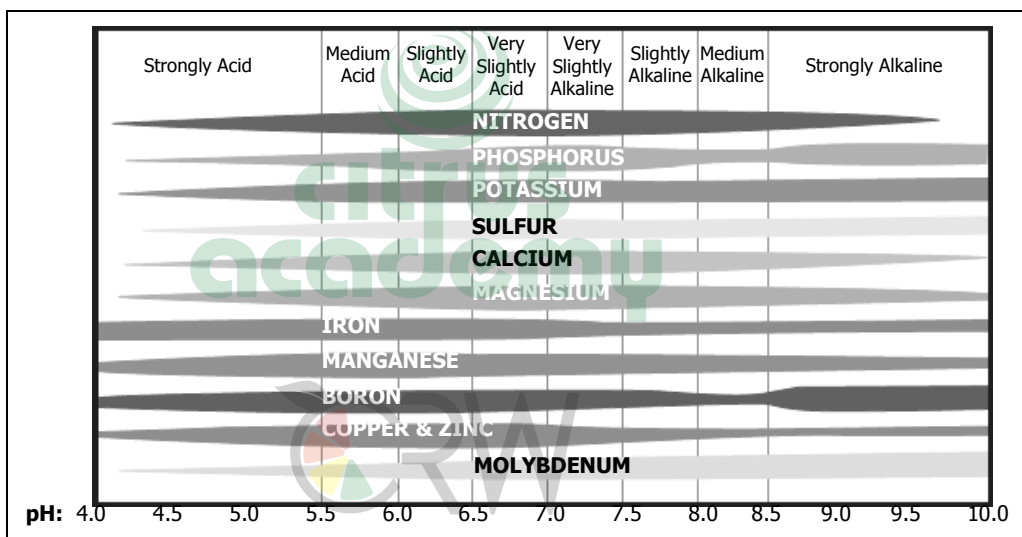 Strongly Acid
Medium
Acid
Slightly
Acid
Very
Slightly
Acid
Very
Slightly
Alkaline
Slightly
Alkaline
Medium
Alkaline
Strongly Alkaline
NITROGEN
PHOSPHORUS
POTASSIUM
SULFUR
CALCIUM
MAGNESIUM
IRON
MANGANESE
BORON
COPPER & ZINC
MOLYBDENUM
citrus
academy
CRW
pH: 4.0 4.5 5.0 5.5 6.0 6.5 7.0 7.5 8.0 8.5 9.0 9.5 10.0